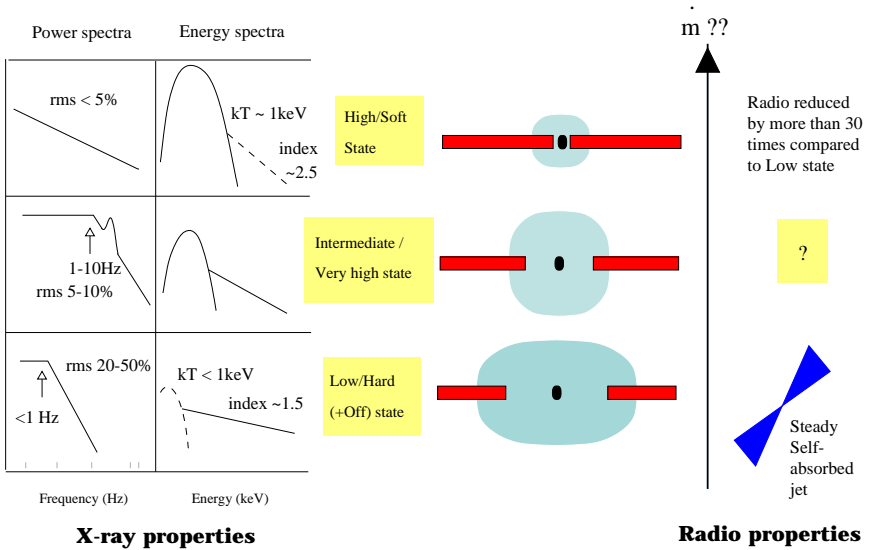 Power spectra
Energy spectra
ṁ ??
rms < 5%
kT ~ 1keV
index
~2.5
High/Soft
State
Radio reduced
by more than 30
times compared
to Low state
1-10Hz
rms 5-10%
Intermediate /
Very high state
?
rms 20-50%
<1 Hz
kT < 1keV
index ~1.5
Low/Hard
(+Off) state
Steady
Self-
absorbed
jet
Frequency (Hz)
Energy (keV)
X-ray properties
Radio properties